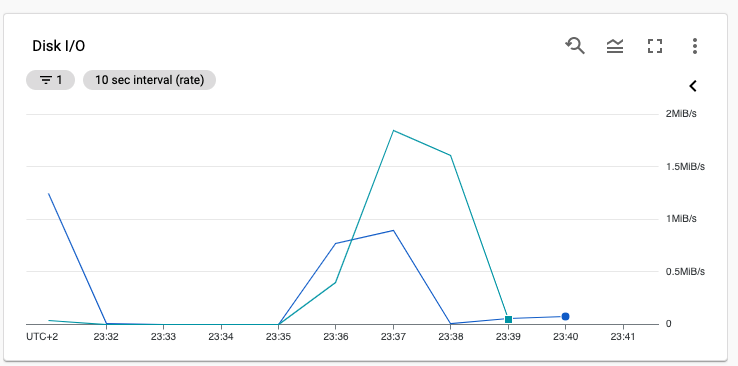 Disk I/O
1
10 sec interval (rate)
2MiB/s
1.5MiB/s
1MiB/s
0.5MiB/s
0
UTC+2 23:32 23:33 23:34 23:35 23:36 23:37 23:38 23:39 23:40 23:41